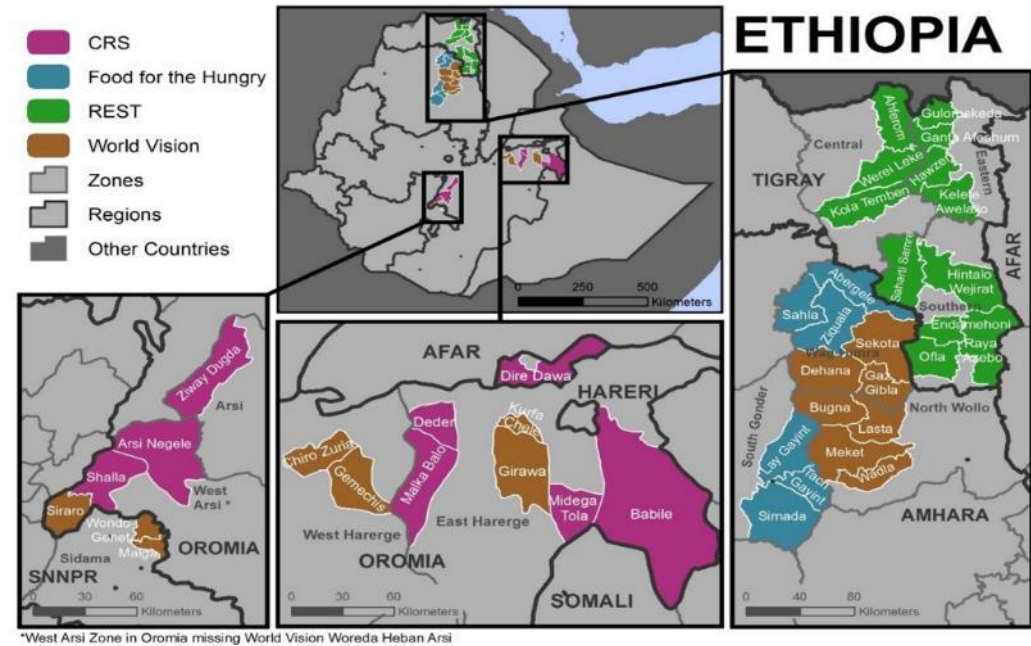 ETHIOPIA
CRS
Food for the Hungry
REST
World Vision
Zones
Regions
Other Countries
0 250 500
Kilometers
Ahferom
Gulomakeda
Ganta Afeshum
Central
Eastern
Werei Leke
Hawzen
TIGRAY
Kola Temben
Kelete
Awelallo
AFAR
Saharti Samre
Hintalo
Wejirat
Abergele
Southern
Sahla
Ziquala
Sekota
Endamehoni
Raya
Azebo
Ofla
Wag Himra
Dehana
Gaz
Gibla
Bugna
North Wollo
Lasta
South Gonder
Lay Gayint
Meket
Wadla
Tach
Gayint
Simada
AMHARA
0 40 80
Kilometers
Ziway Dugda
Arsi
Arsi Negele
Shalla
West
Arsi *
Siraro
Wondo
Genet
Malga
Sidama
OROMIA
SNNPR
0 30 60
Kilometers
AFAR
Dire Dawa
HARERI
Deder
Kurfa
Chele
Chiro Zuria
Gemechis
Malka Balo
Girawa
Midega
Tola
Babile
West Harerge
East Harerge
OROMIA
SOMALI
0 30 60
Kilometers
*West Arsi Zone in Oromia missing World Vision Woreda Heban Arsi